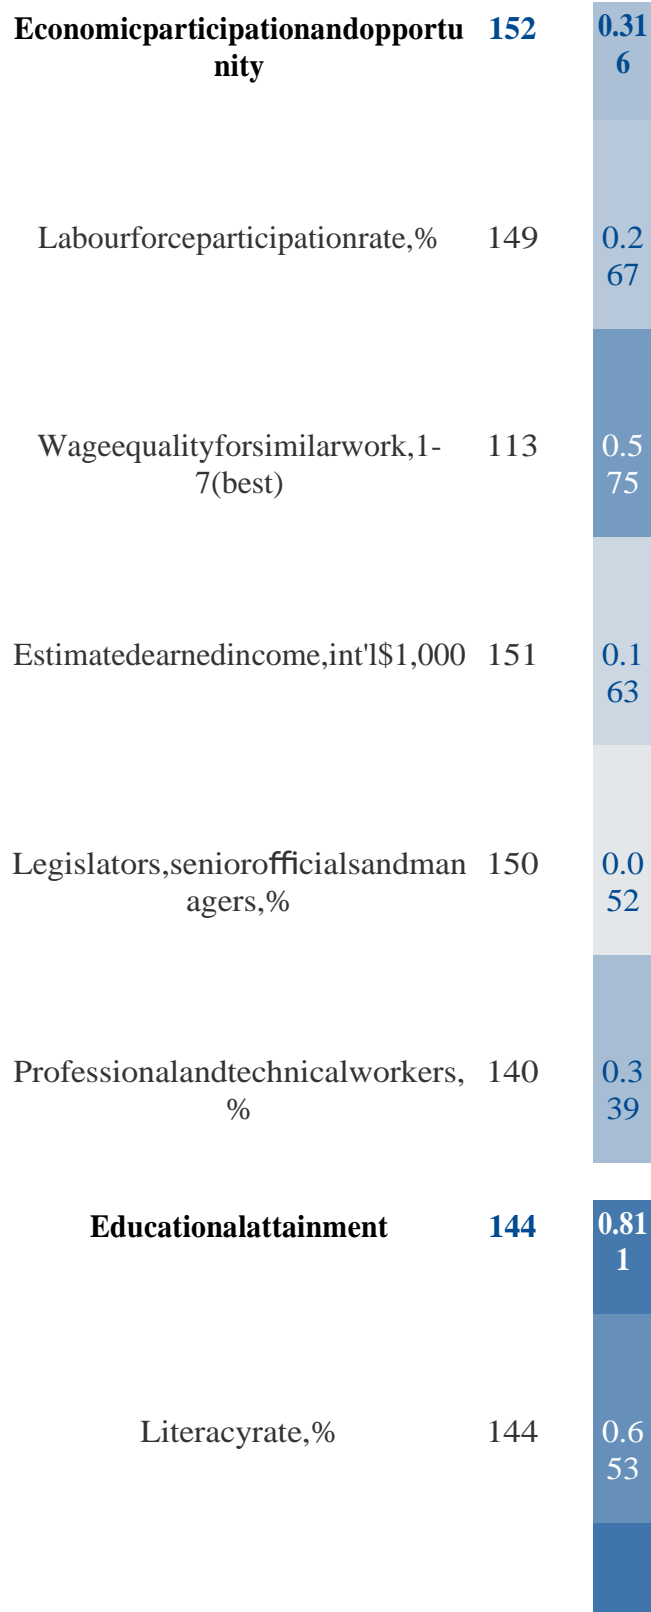 Economicparticipationandopportu 152 0.31
nity 6
Labourforceparticipationrate,% 149 0.2
67
Wageequalityforsimilarwork,1- 113 0.5
7(best) 75
Estimatedearnedincome,int'l$1,000 151 0.1
63
Legislators,seniorofficialsandman 150 0.0
agers,% 52
Professionalandtechnicalworkers, 140 0.3
% 39
Educationalattainment 144 0.81
1
Literacyrate,% 144 0.6
53